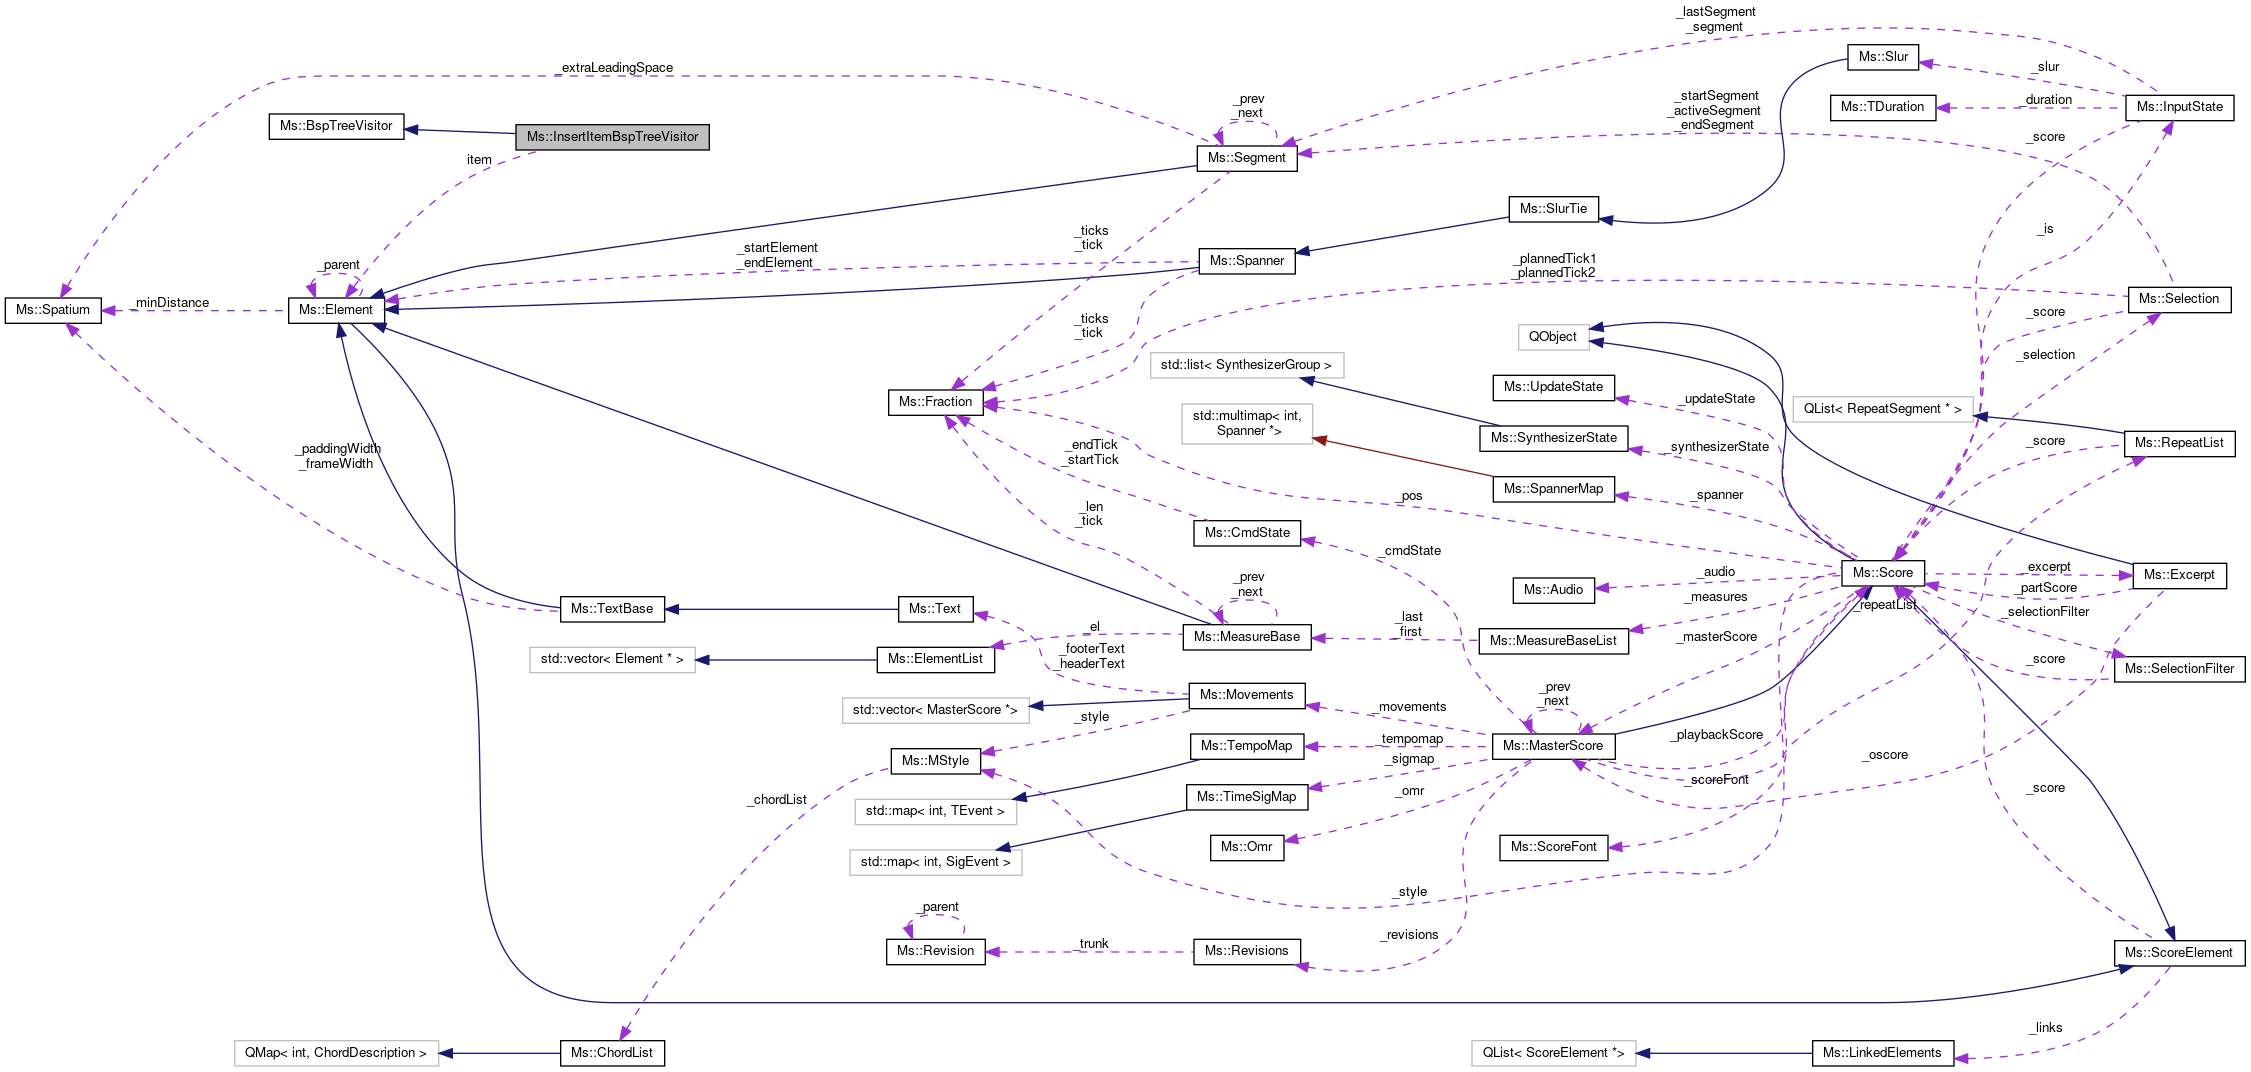 _lastSegment
_segment
Ms::Slur
_extraLeadingSpace
_slur
_prev
_next
_startSegment
_activeSegment
_endSegment
Ms::TDuration
_duration
Ms::InputState
Ms::BspTreeVisitor
Ms::InsertItemBspTreeVisitor
_score
item
Ms::Segment
Ms::SlurTie
_ticks
_tick
_is
_startElement
_endElement
_parent
Ms::Spanner
_plannedTick1
_plannedTick2
Ms::Selection
Ms::Spatium
_minDistance
Ms::Element
_ticks
_tick
_score
QObject
_selection
std::list< SynthesizerGroup >
Ms::UpdateState
Ms::Fraction
_updateState
QList< RepeatSegment * >
std::multimap< int,
Spanner *>
Ms::SynthesizerState
_synthesizerState
_score
Ms::RepeatList
_paddingWidth
_frameWidth
_endTick
_startTick
Ms::SpannerMap
_spanner
_pos
_len
_tick
Ms::CmdState
_cmdState
Ms::Score
_excerpt
Ms::Excerpt
_audio
Ms::Audio
_prev
_next
_measures
_partScore
Ms::TextBase
Ms::Text
_repeatList
_selectionFilter
_last
_first
_el
Ms::MeasureBase
Ms::MeasureBaseList
_masterScore
std::vector< Element * >
Ms::ElementList
_footerText
_headerText
_score
Ms::SelectionFilter
Ms::Movements
_prev
_next
std::vector< MasterScore *>
_style
_movements
_playbackScore
_tempomap
Ms::TempoMap
Ms::MasterScore
Ms::MStyle
_sigmap
_oscore
_scoreFont
_score
_chordList
Ms::TimeSigMap
_omr
std::map< int, TEvent >
Ms::Omr
Ms::ScoreFont
std::map< int, SigEvent >
_style
_parent
_revisions
Ms::Revision
_trunk
Ms::Revisions
Ms::ScoreElement
_links
QMap< int, ChordDescription >
Ms::ChordList
QList< ScoreElement *>
Ms::LinkedElements